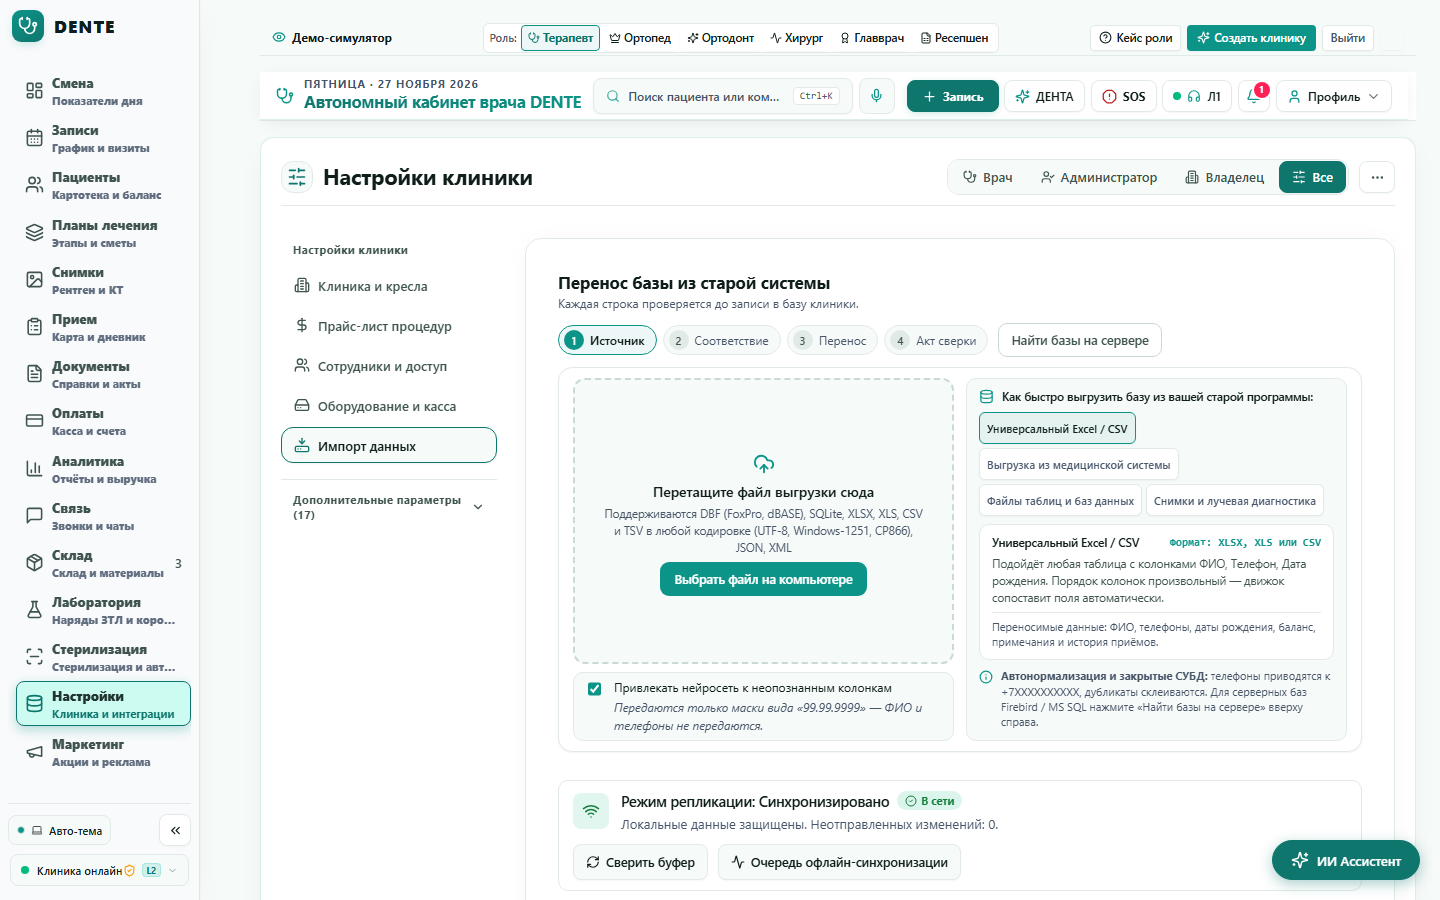 DENTE
Демо-симулятор
Роль:
Терапевт
Ортопед
Ортодонт
Хирург
Главврач
Ресепшен
Кейс роли
Создать клинику
Выйти
ПЯТНИЦА · 27 НОЯБРЯ 2026
Автономный кабинет врача DENTE
Поиск пациента или ком...
Ctrl+K
Запись
ДЕНТА
SOS
Л1
1
Профиль
Смена
Показатели дня
Записи
График и визиты
Пациенты
Картотека и баланс
Планы лечения
Этапы и сметы
Снимки
Рентген и КТ
Прием
Карта и дневник
Документы
Справки и акты
Оплаты
Касса и счета
Аналитика
Отчёты и выручка
Связь
Звонки и чаты
Склад
Склад и материалы
3
Лаборатория
Наряды ЗТЛ и коро...
Стерилизация
Стерилизация и авт...
Настройки
Клиника и интеграции
Маркетинг
Акции и реклама
Авто-тема
Клиника онлайн
L2
Настройки клиники
Врач
Администратор
Владелец
Все
Настройки клиники
Клиника и кресла
Прайс-лист процедур
Сотрудники и доступ
Оборудование и касса
Импорт данных
Дополнительные параметры
(17)
Перенос базы из старой системы
Каждая строка проверяется до записи в базу клиники.
1 Источник
2 Соответствие
3 Перенос
4 Акт сверки
Найти базы на сервере
Перетащите файл выгрузки сюда
Поддерживаются DBF (FoxPro, dBASE), SQLite, XLSX, XLS, CSV
и TSV в любой кодировке (UTF-8, Windows-1251, CP866),
JSON, XML
Выбрать файл на компьютере
Привлекать нейросеть к неопознанным колонкам
Передаются только маски вида «99.99.9999» — ФИО и
телефоны не передаются.
Как быстро выгрузить базу из вашей старой программы:
Универсальный Excel / CSV
Выгрузка из медицинской системы
Файлы таблиц и баз данных
Снимки и лучевая диагностика
Универсальный Excel / CSV
Формат: XLSX, XLS или CSV
Подойдёт любая таблица с колонками ФИО, Телефон, Дата
рождения. Порядок колонок произвольный — движок
сопоставит поля автоматически.
Переносимые данные: ФИО, телефоны, даты рождения, баланс,
примечания и история приёмов.
Автонормализация и закрытые СУБД: телефоны приводятся к
+7XXXXXXXXXX, дубликаты склеиваются. Для серверных баз
Firebird / MS SQL нажмите «Найти базы на сервере» вверху
справа.
Режим репликации: Синхронизировано
В сети
Локальные данные защищены. Неотправленных изменений: 0.
Сверить буфер
Очередь офлайн-синхронизации
ИИ Ассистент